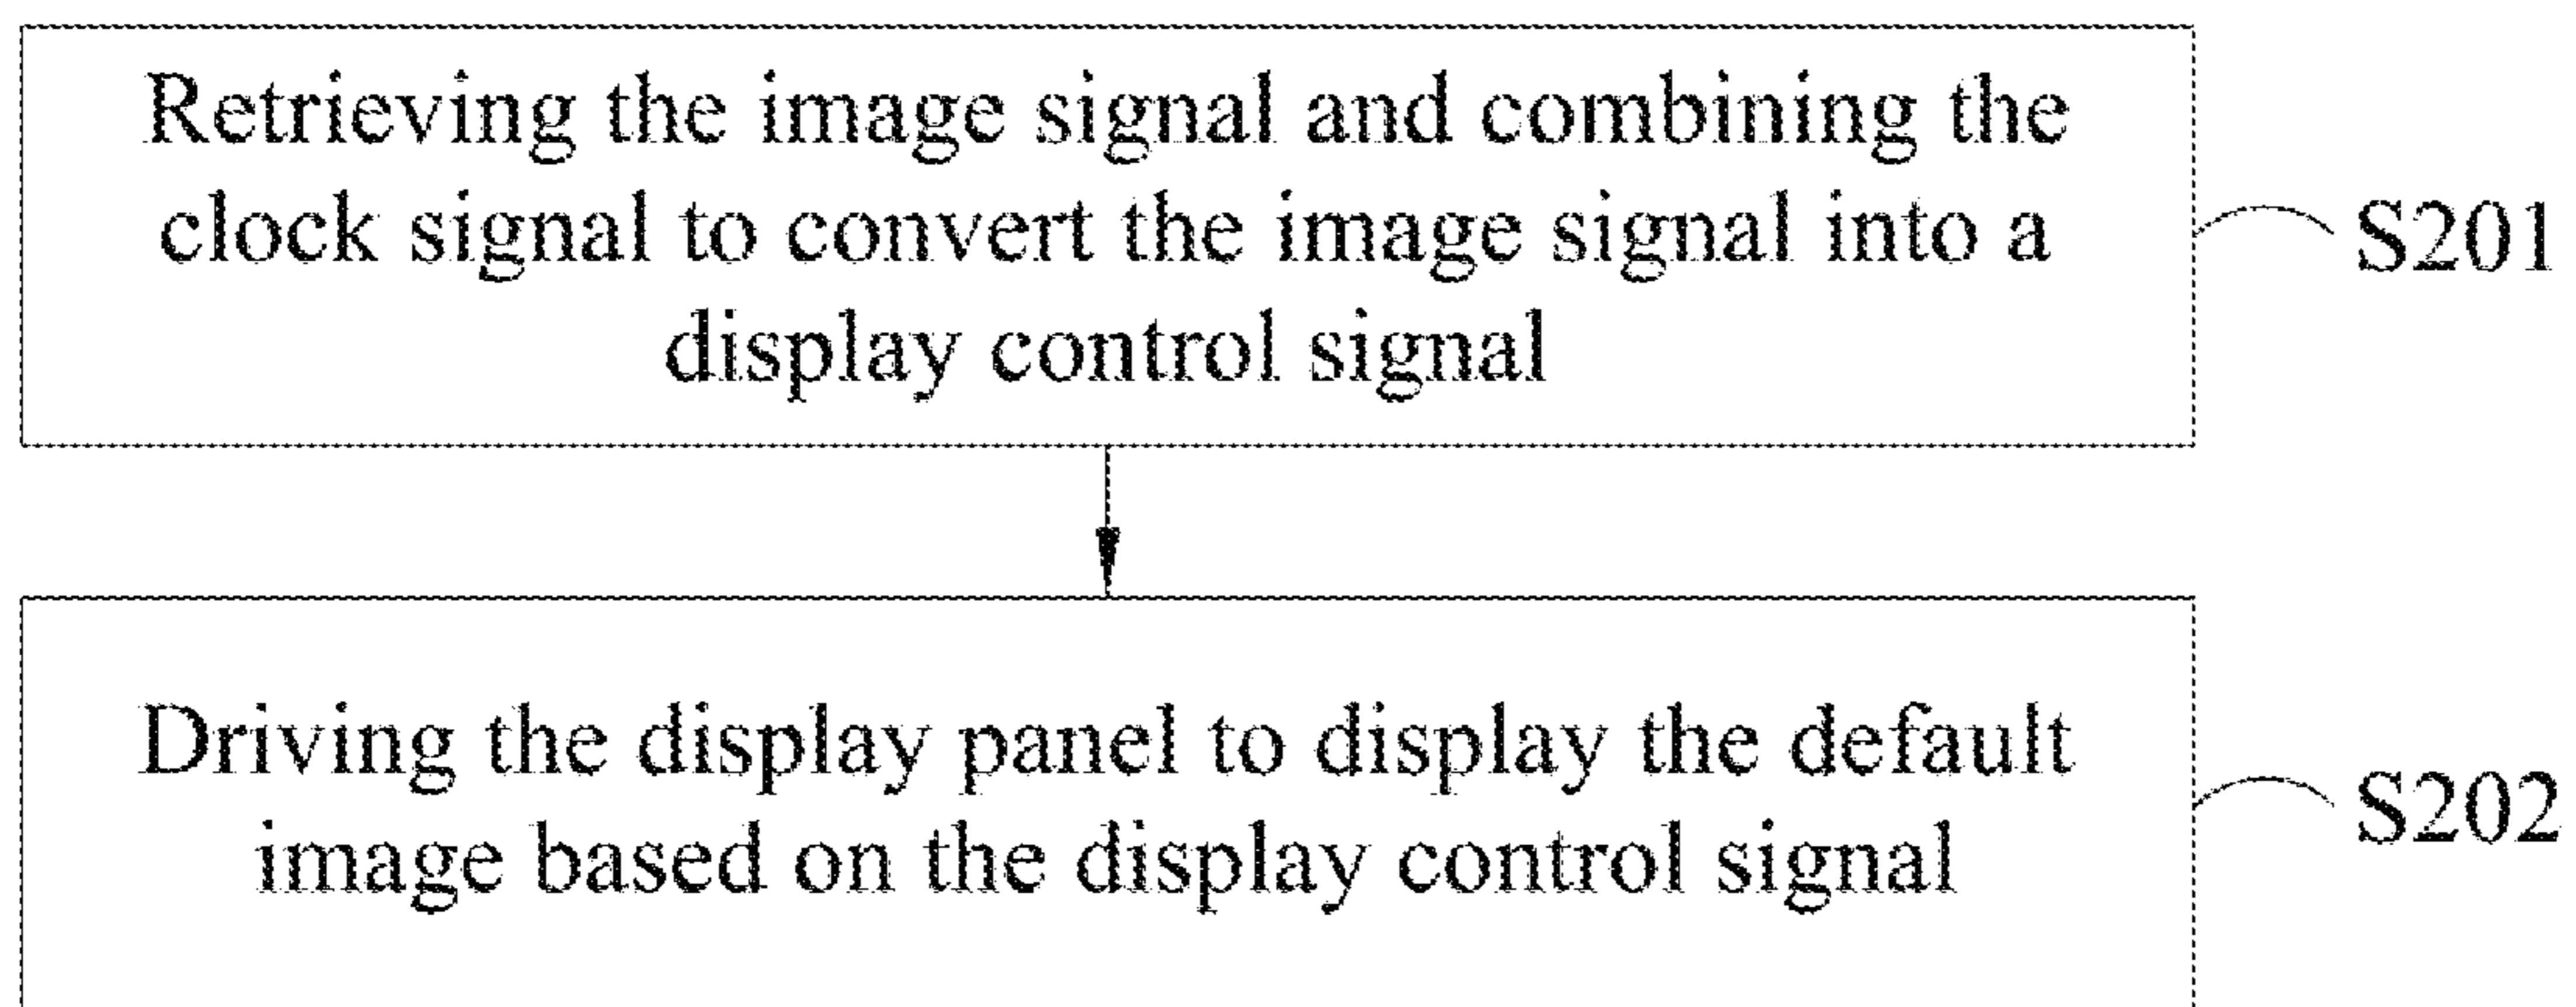 Retrieving the image signal and combining the
clock signal to convert the image signal into a
display control signal
S201
Driving the display panel to display the default
image based on the display control signal
S202